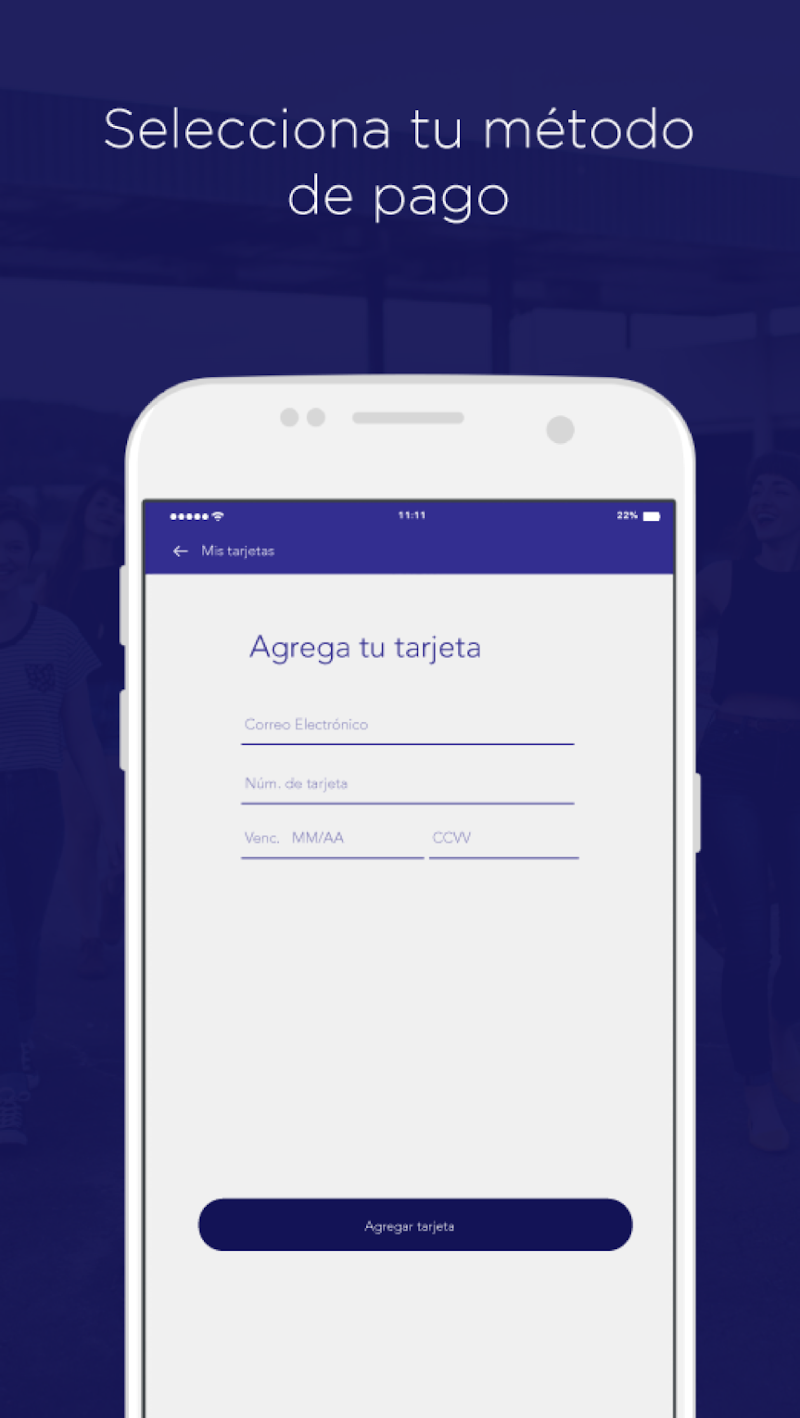 Selecciona tu método
de pago
11:11
22%
Mis tarjetas
Agrega tu tarjeta
Correo Electrónico
Núm. de tarjeta
Venc. MM/AA CCVV
Agregar tarjeta